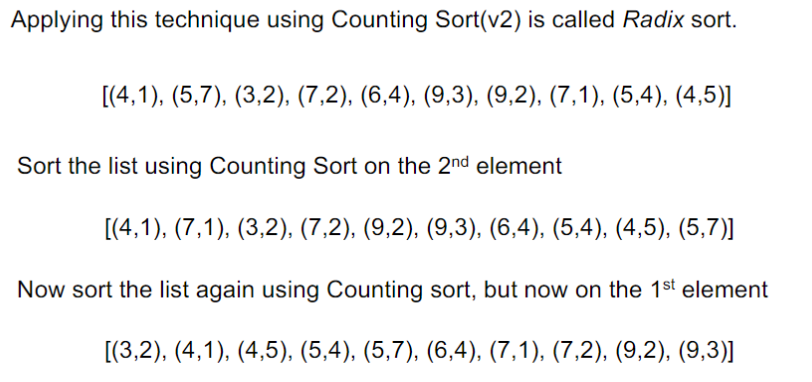 Applying this technique using Counting Sort(v2) is called Radix sort.
[(4,1), (5,7), (3,2), (7,2), (6,4), (9,3), (9,2), (7,1), (5,4), (4,5)]
Sort the list using Counting Sort on the 2nd element
[(4,1), (7,1), (3,2), (7,2), (9,2), (9,3), (6,4), (5,4), (4,5), (5,7)]
Now sort the list again using Counting sort, but now on the 1st element
[(3,2), (4,1), (4,5), (5,4), (5,7), (6,4), (7,1), (7,2), (9,2), (9,3)]